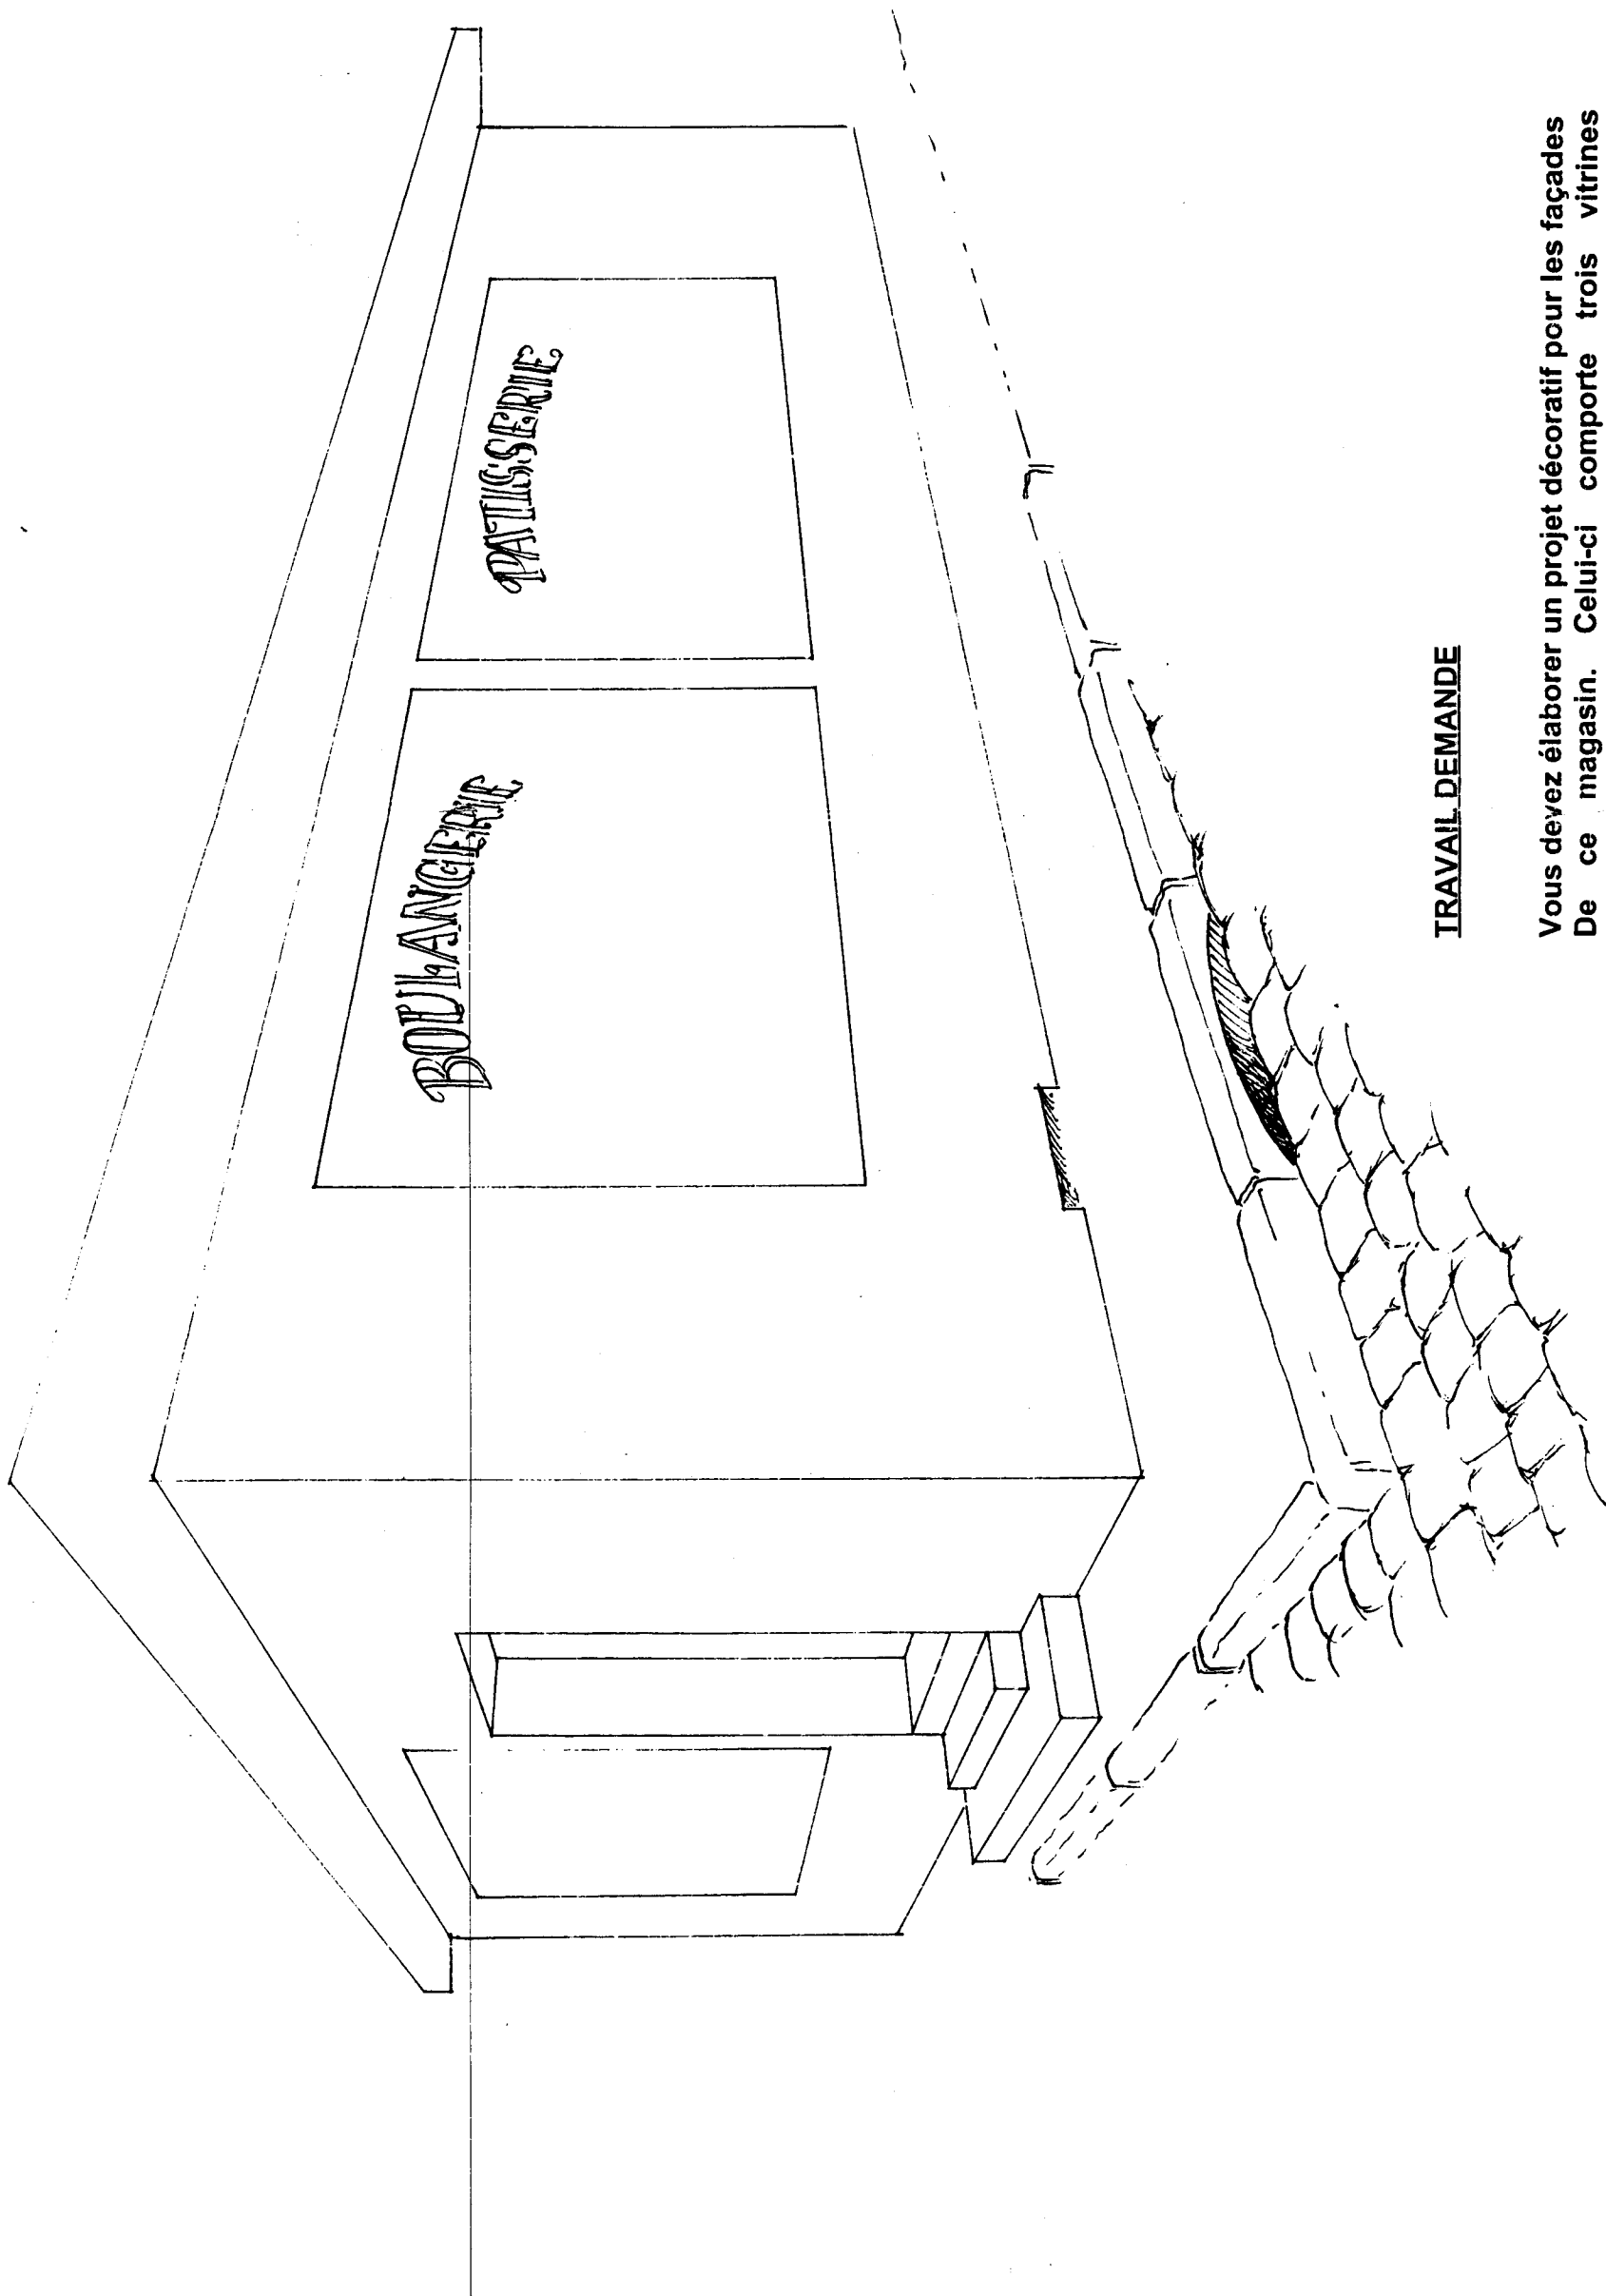 BOULANGERIE
PATISSERIE
TRAVAIL DEMANDE
Vous devez élaborer un projet décoratif pour les façades
De ce magasin. Celui-ci comporte trois vitrines